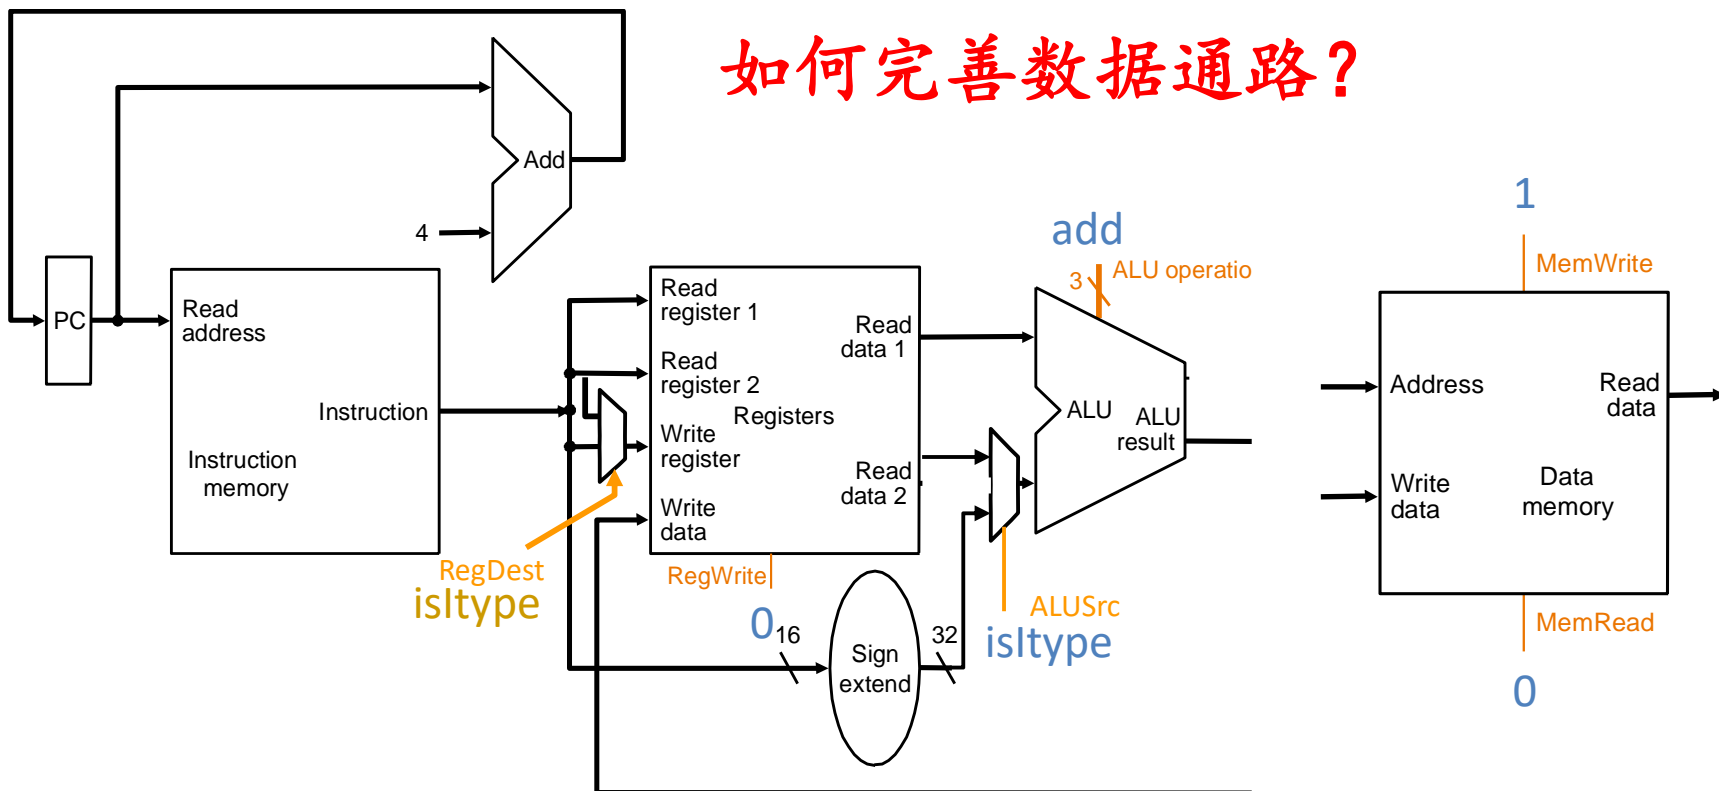 如何完善数据通路?
Add
4
PC
Read
address
Instruction
Instruction
memory
Read
register 1
Read
register 2
Registers
Write
register
Write
data
Read
data 1
Read
data 2
RegDest
isItype
RegWrite
0
16
Sign
extend
32
add
3
ALU operatio
ALU
ALU
result
ALUSrc
isItype
1
MemWrite
Address
Read
data
Write
data
Data
memory
MemRead
0